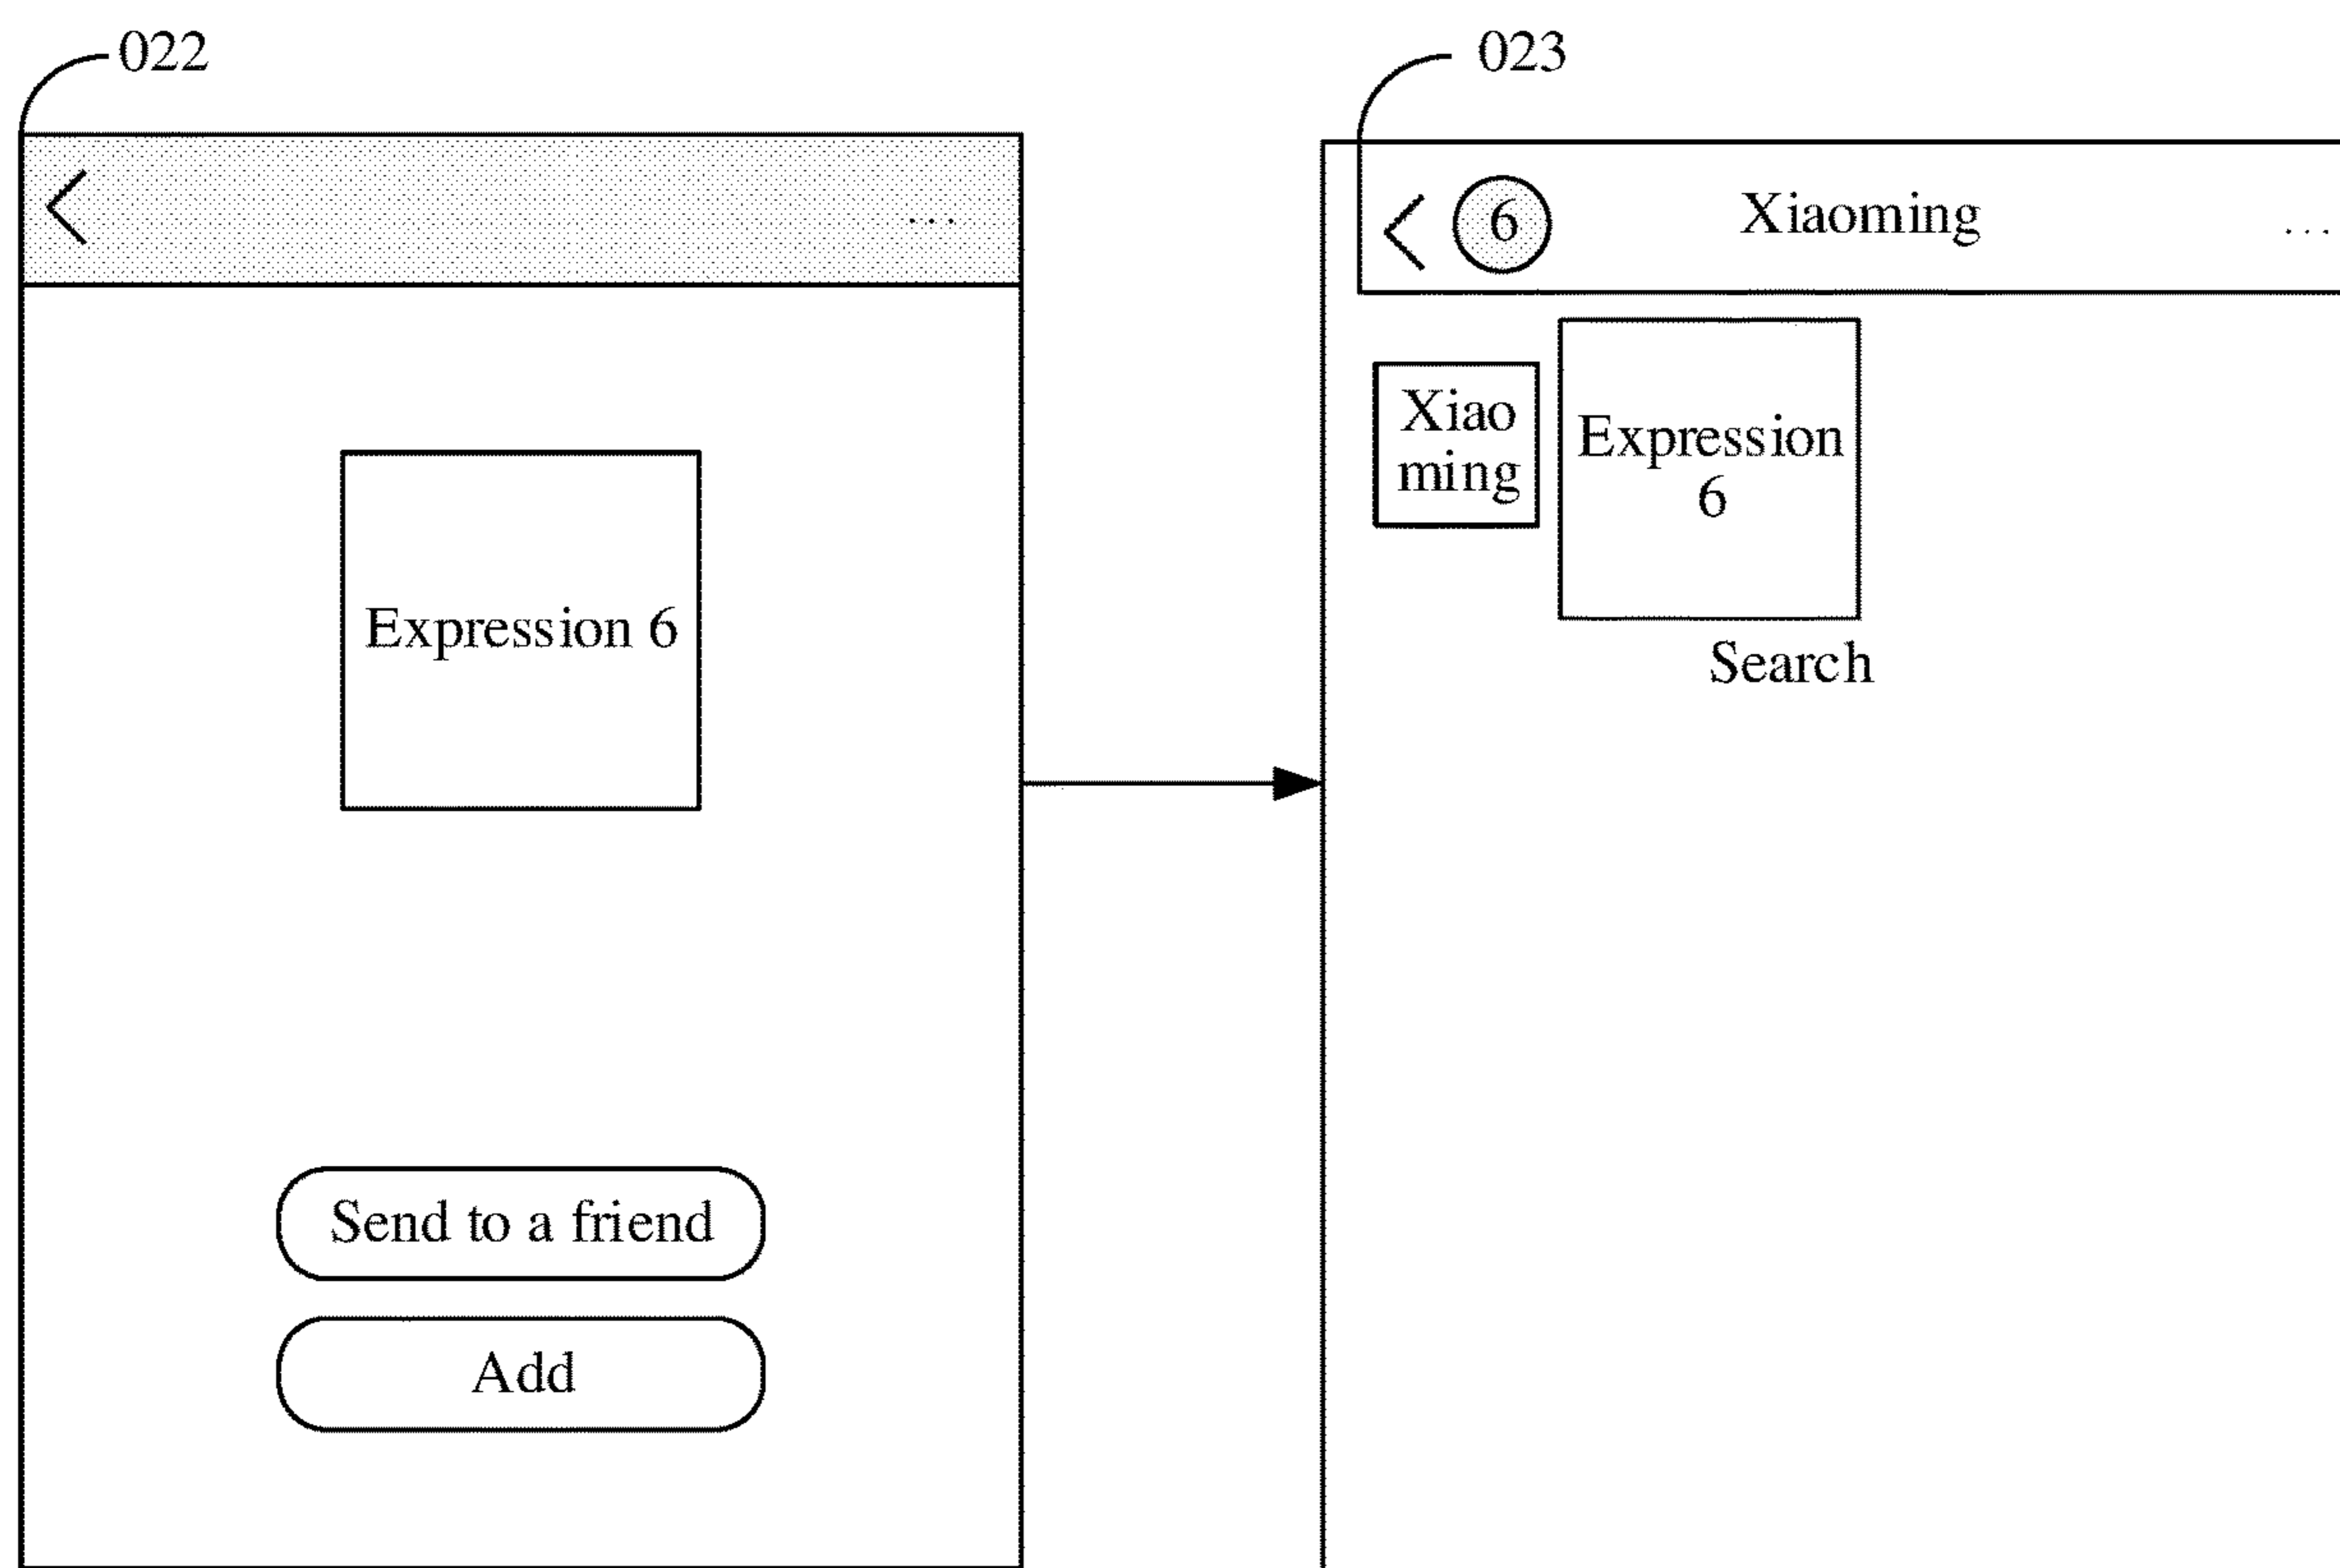 022
...
Expression 6
Send to a friend
Add
023
6
Xiaoming
...
Xiao
ming
Expression
6
Search